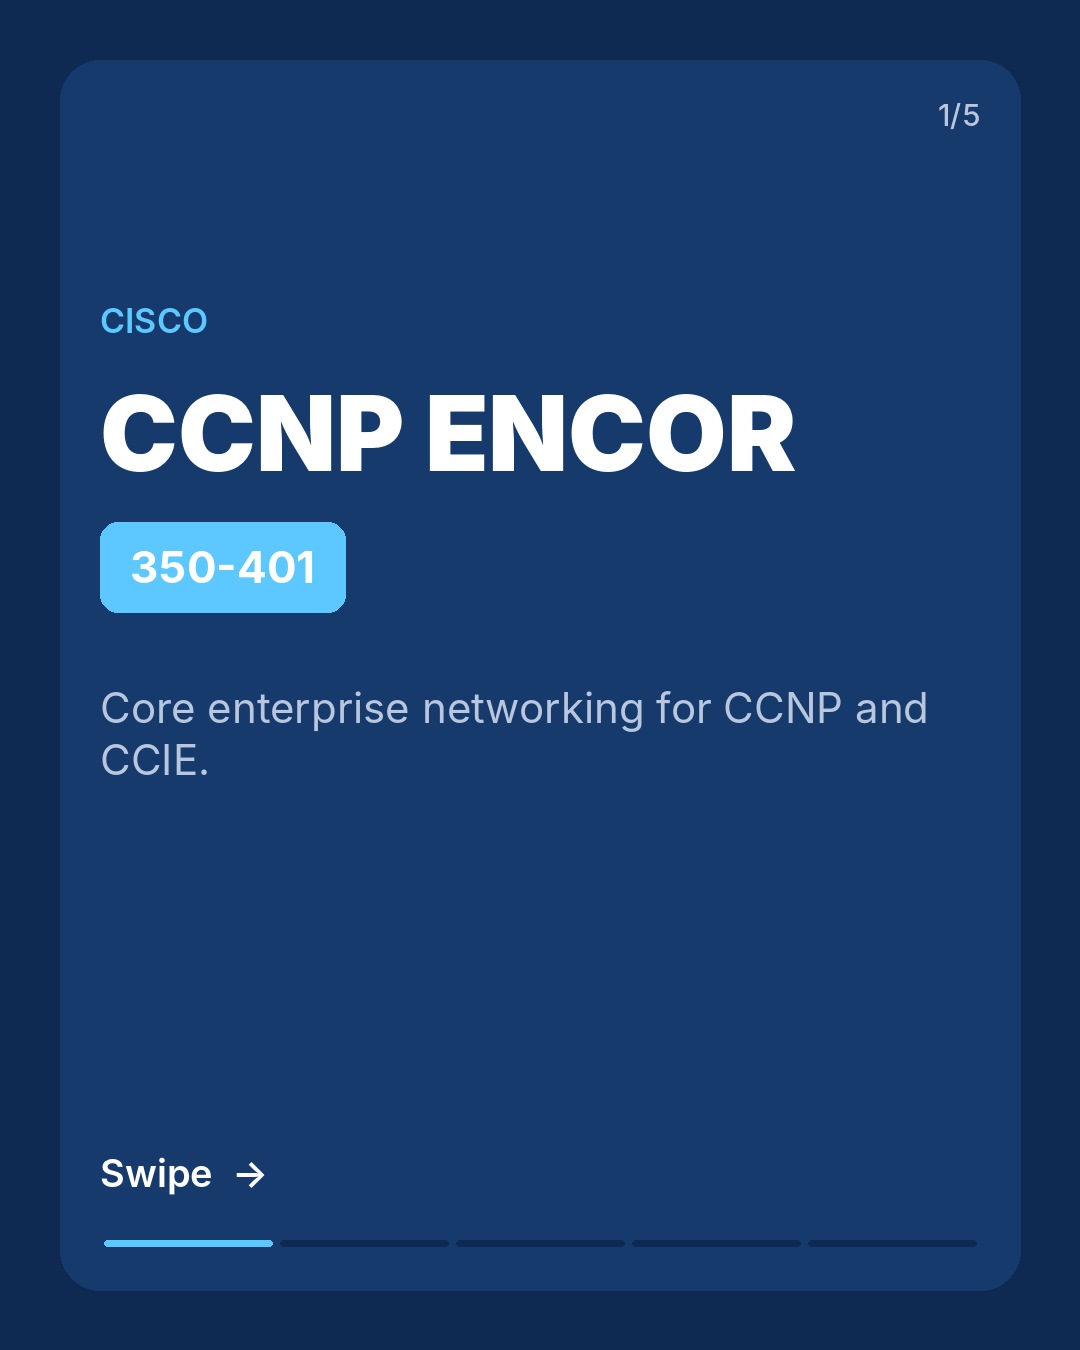 1/5
CISCO
CCNP ENCOR
350-401
Core enterprise networking for CCNP and
CCIE.
Swipe →